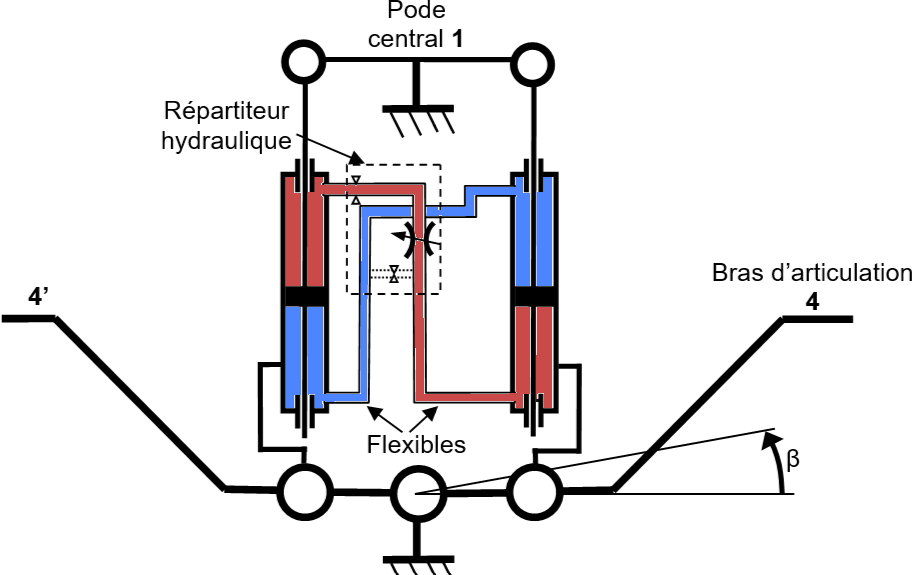 Pode
central 1
Répartiteur
hydraulique
Bras d’articulation
4’
4
Flexibles
β